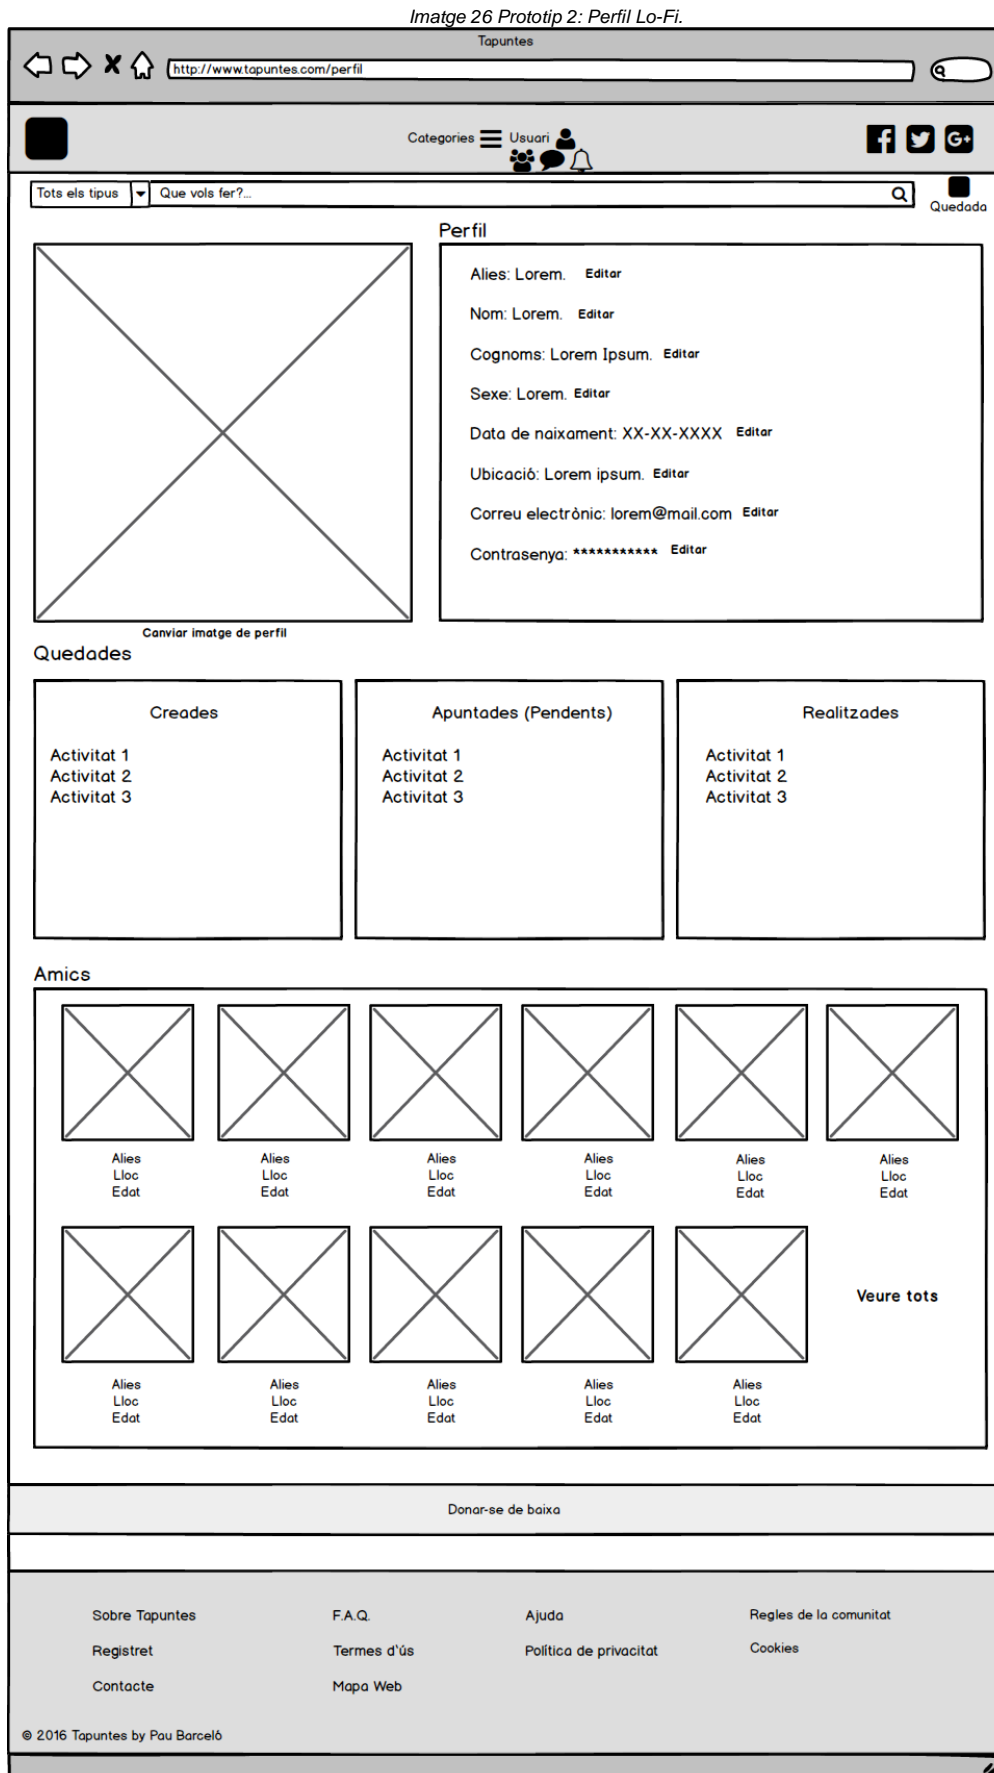 Imatge 26 Prototip 2: Perfil Lo-Fi.
Tapuntes
http://www.tapuntes.com/perfil
Categories Usuari
Tots els tipus Que vols fer?...
Quedada
Perfil
Alies: Lorem. Editar
Nom: Lorem. Editar
Cognoms: Lorem Ipsum. Editar
Sexe: Lorem. Editar
Data de naixament: XX-XX-XXXX Editar
Ubicació: Lorem ipsum. Editar
Correu electrònic: lorem@mail.com Editar
Contrasenya: *********** Editar
Canviar imatge de perfil
Quedades
Creades
Activitat 1
Activitat 2
Activitat 3
Apuntades (Pendents)
Activitat 1
Activitat 2
Activitat 3
Realitzades
Activitat 1
Activitat 2
Activitat 3
Amics
Alies Alies Alies Alies Alies Alies
Lloc Lloc Lloc Lloc Lloc Lloc
Edat Edat Edat Edat Edat Edat
Veure tots
Alies Alies Alies Alies Alies
Lloc Lloc Lloc Lloc Lloc
Edat Edat Edat Edat Edat
Donar-se de baixa
Sobre Tapuntes F.A.Q. Ajuda Regles de la comunitat
Registret Termes d'ús Política de privacitat Cookies
Contacte Mapa Web
© 2016 Tapuntes by Pau Barceló